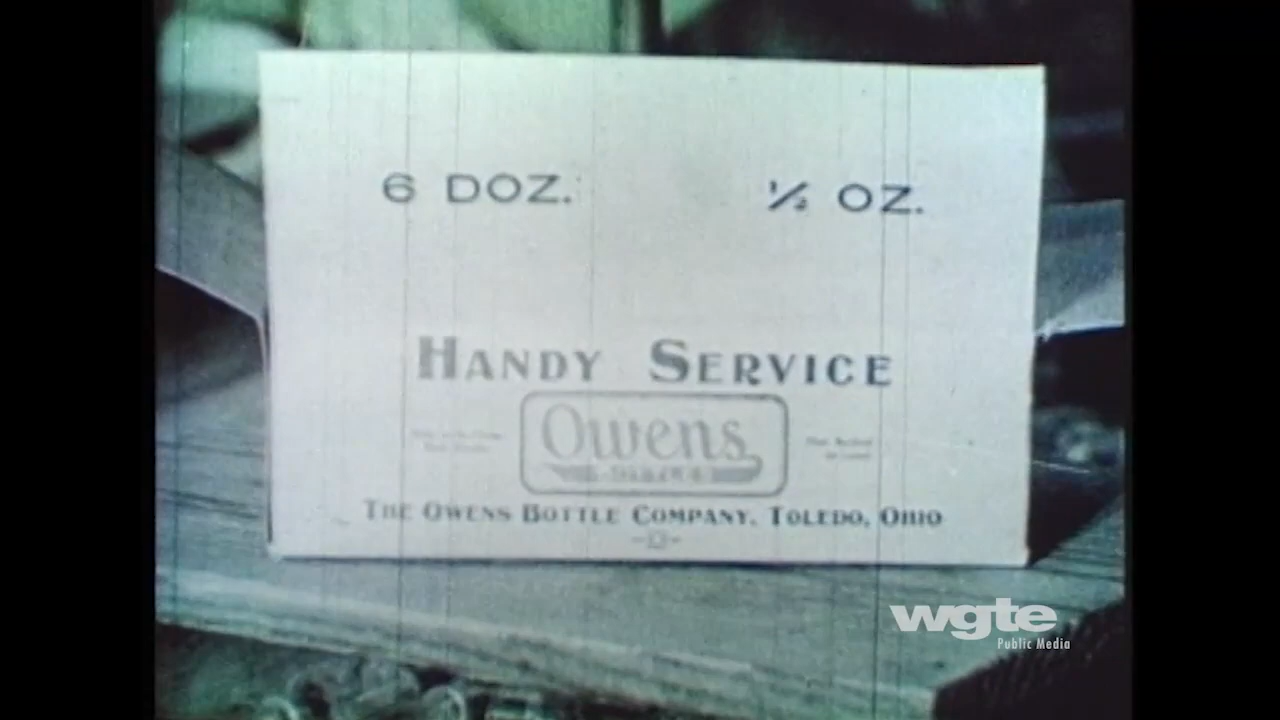 6 DOZ. ½ OZ.
HANDY SERVICE
Owens
THE OWENS BOTTLE COMPANY, TOLEDO, OHIO
wgte
Public Media